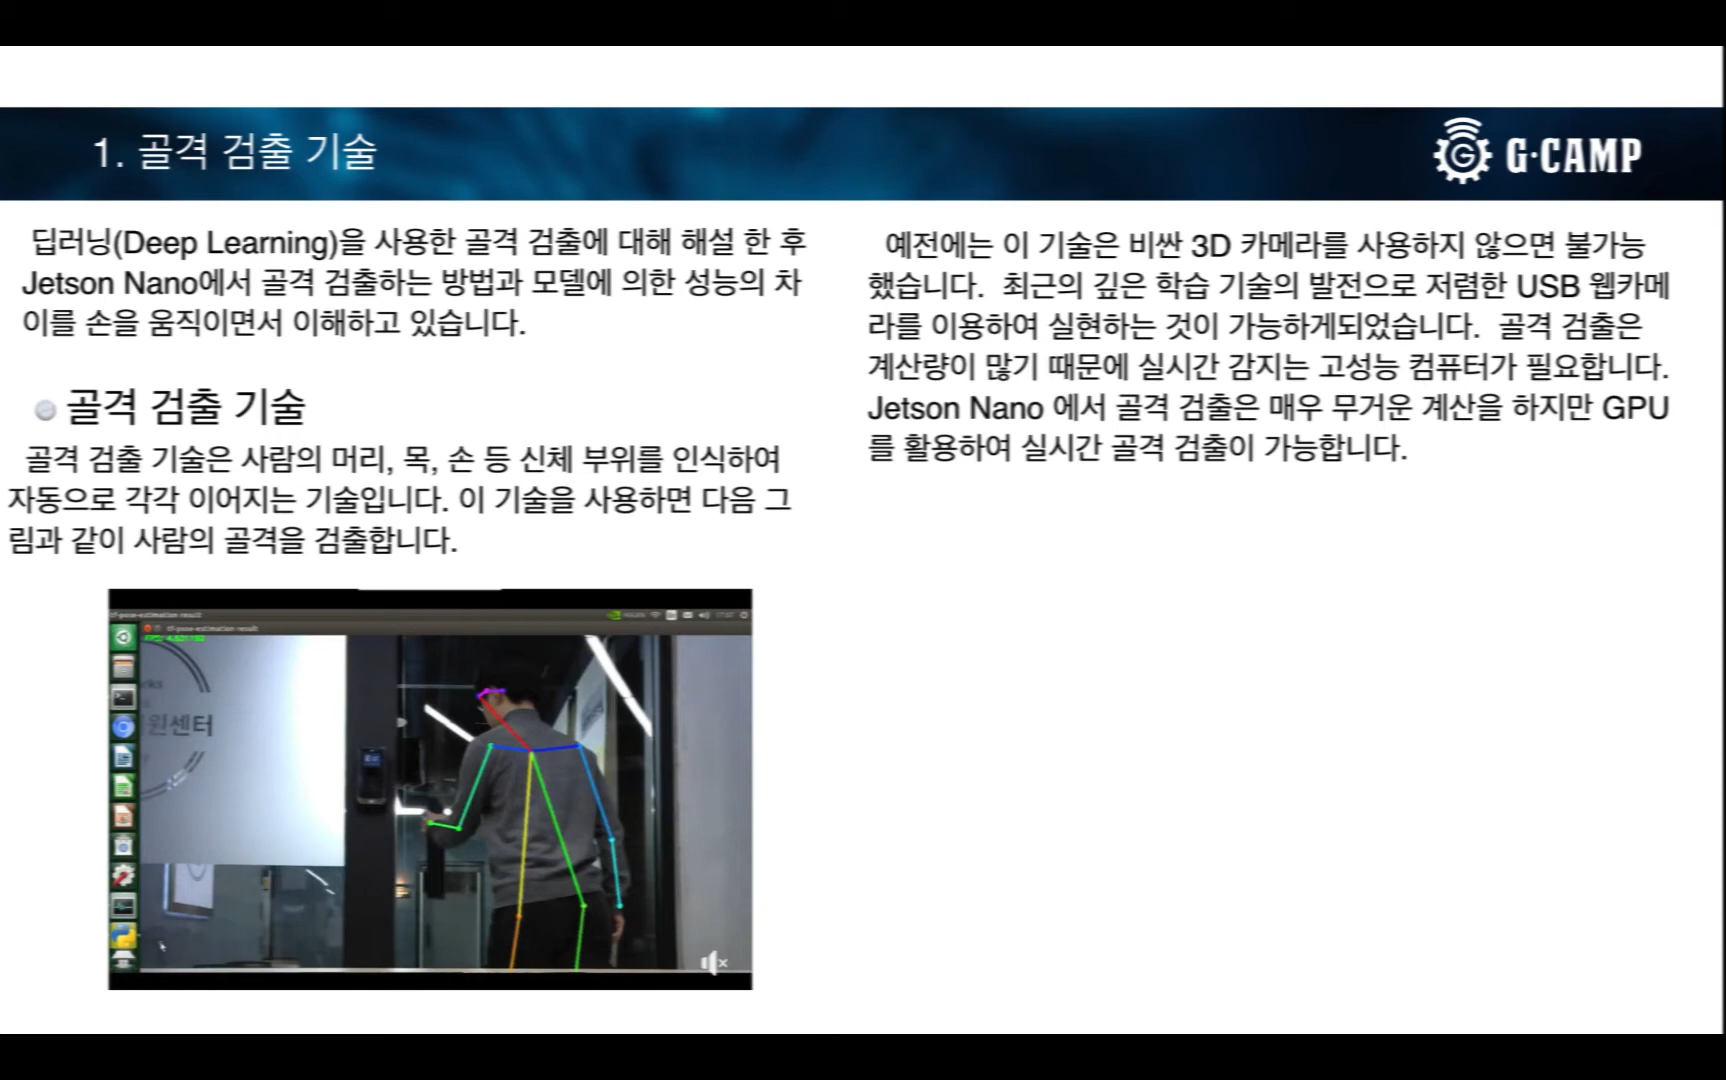 1. 골격 검출 기술
G·CAMP
딥러닝(Deep Learning)을 사용한 골격 검출에 대해 해설 한 후
Jetson Nano에서 골격 검출하는 방법과 모델에 의한 성능의 차
이를 손을 움직이면서 이해하고 있습니다.
골격 검출 기술
골격 검출 기술은 사람의 머리, 목, 손 등 신체 부위를 인식하여
자동으로 각각 이어지는 기술입니다. 이 기술을 사용하면 다음 그
림과 같이 사람의 골격을 검출합니다.
tf-pose-estimation result
tf-pose-estimation result
원센터
예전에는 이 기술은 비싼 3D 카메라를 사용하지 않으면 불가능
했습니다. 최근의 깊은 학습 기술의 발전으로 저렴한 USB 웹카메
라를 이용하여 실현하는 것이 가능하게되었습니다. 골격 검출은
계산량이 많기 때문에 실시간 감지는 고성능 컴퓨터가 필요합니다.
Jetson Nano 에서 골격 검출은 매우 무거운 계산을 하지만 GPU
를 활용하여 실시간 골격 검출이 가능합니다.